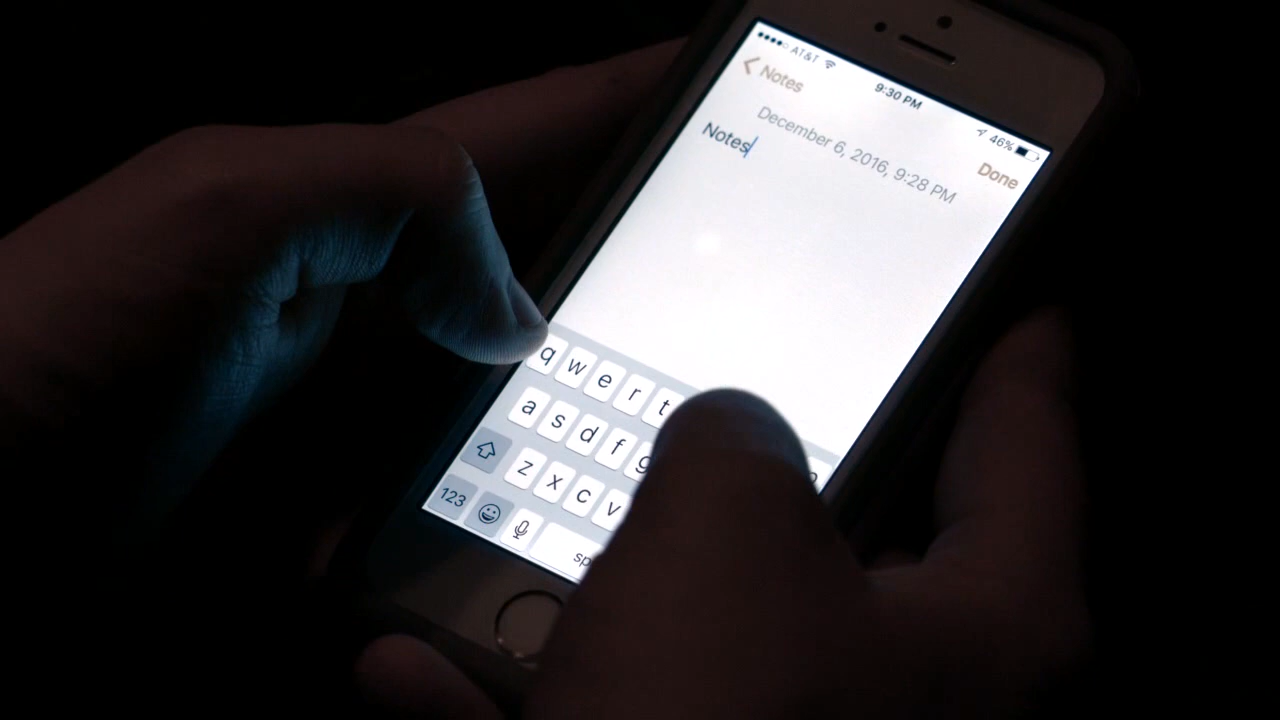 AT&T 9:30 PM 46%
Notes Done
December 6, 2016, 9:28 PM
Notes
q w e r t
a s d f g
z x c v
123